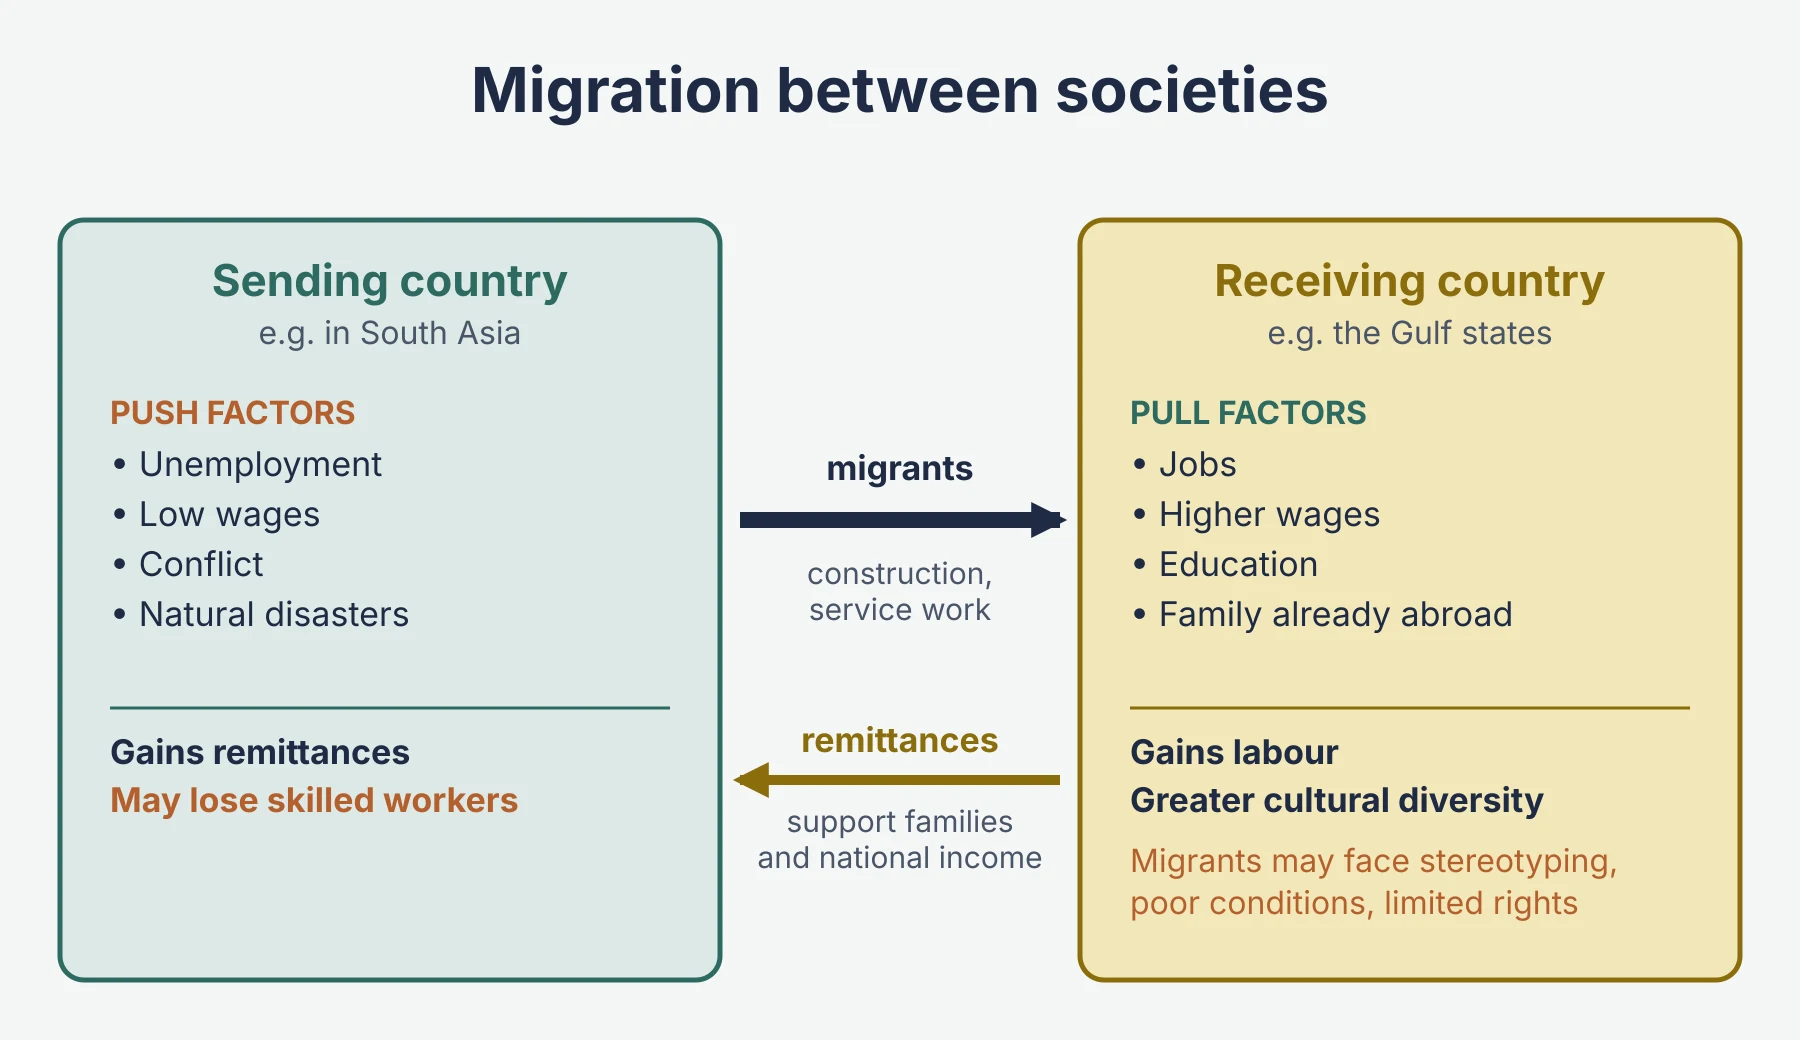 Migration between societies
Sending country
e.g. in South Asia
PUSH FACTORS
• Unemployment
• Low wages
• Conflict
• Natural disasters
Gains remittances
May lose skilled workers
migrants
construction,
service work
remittances
support families
and national income
Receiving country
e.g. the Gulf states
PULL FACTORS
• Jobs
• Higher wages
• Education
• Family already abroad
Gains labour
Greater cultural diversity
Migrants may face stereotyping,
poor conditions, limited rights